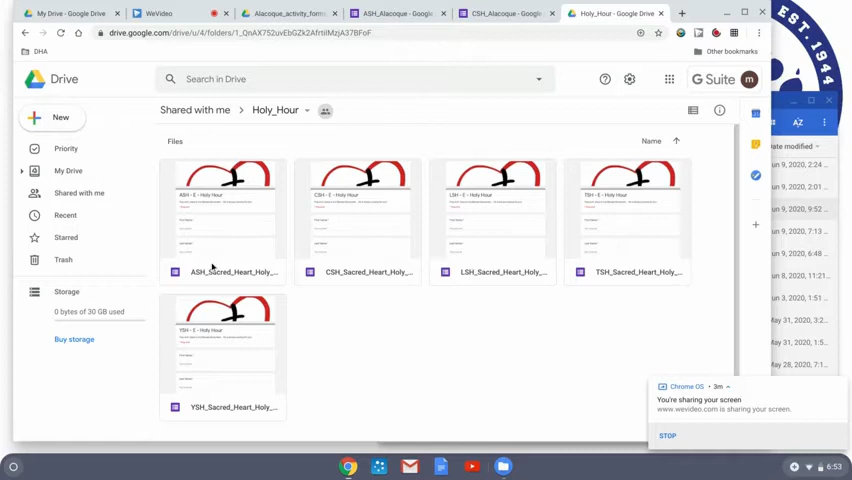 My Drive - Google Drive
WeVideo
Alacoque_activity_form
ASH_Alacoque - Google
CSH_Alacoque - Google
Holy_Hour - Google Drive
drive.google.com/drive/u/4/folders/1_QnAX752uvEbGZk2AfrtilMzjA37BFoF
DHA
Other bookmarks
EST. 1944
Drive
Search in Drive
G Suite
m
New
Shared with me
Holy_Hour
Files
Name
Priority
My Drive
Shared with me
Recent
Starred
Trash
Storage
0 bytes of 30 GB used
Buy storage
ASH - E - Holy Hour
CSH - E - Holy Hour
LSH - E - Holy Hour
TSH - E - Holy Hour
ASH_Sacred_Heart_Holy_...
CSH_Sacred_Heart_Holy_...
LSH_Sacred_Heart_Holy_...
TSH_Sacred_Heart_Holy_...
YSH - E - Holy Hour
YSH_Sacred_Heart_Holy_...
AZ
Date modified
un 9, 2020, 2:24 ...
un 9, 2020, 2:01 ...
un 9, 2020, 9:52 ...
un 9, 2020, 7:13 ...
un 9, 2020, 6:48 ...
un 8, 2020, 11:21...
un 3, 2020, 1:51 ...
May 31, 2020, 3:2...
May 31, 2020, 1:5...
May 28, 2020, 7:1...
Chrome OS • 3m
You're sharing your screen
www.wevideo.com is sharing your screen.
STOP
6:53